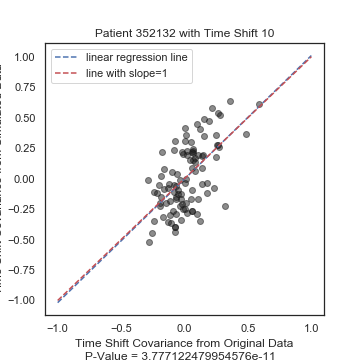 Patient 352132 with Time Shift 10
linear regression line
line with slope=1
1.00
0.75
0.50
0.25
0.00
−0.25
−0.50
−0.75
−1.00
−1.0
−0.5
0.0
0.5
1.0
Time Shift Covariance from Original Data
P-Value = 3.777122479954576e-11